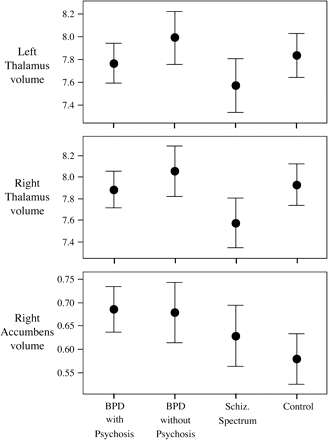 Left
Thalamus
volume
8.2
8.0
7.8
7.6
7.4
Right
Thalamus
volume
8.2
8.0
7.8
7.6
7.4
Right
Accumbens
volume
0.75
0.70
0.65
0.60
0.55
BPD BPD Schiz. Control
with without Spectrum
Psychosis Psychosis